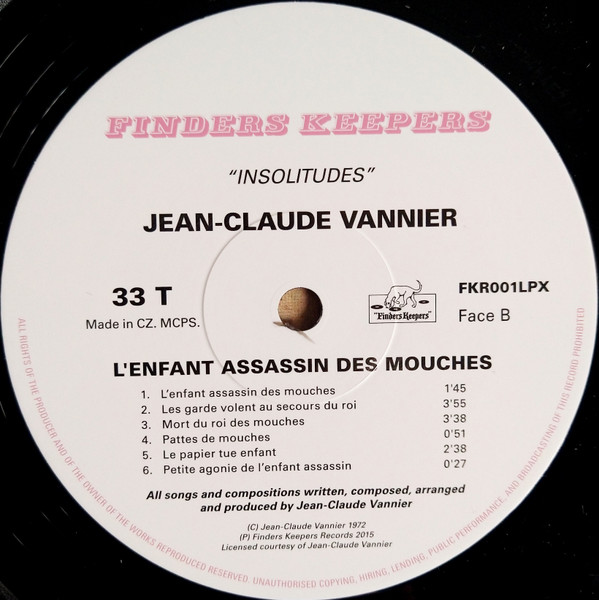 FINDERS KEEPERS
"INSOLITUDES"
JEAN-CLAUDE VANNIER
33 T
Made in CZ. MCPS.
"Finders Keepers"
FKR001LPX
Face B
L'ENFANT ASSASSIN DES MOUCHES
1. L'enfant assassin des mouches 1'45
2. Les garde volent au secours du roi 3'55
3. Mort du roi des mouches 3'38
4. Pattes de mouches 0'51
5. Le papier tue enfant 2'38
6. Petite agonie de l'enfant assassin 0'27
All songs and compositions written, composed, arranged
and produced by Jean-Claude Vannier
(C) Jean-Claude Vannier 1972
(P) Finders Keepers Records 2015
Licensed courtesy of Jean-Claude Vannier
ALL RIGHTS OF THE PRODUCER AND OF THE OWNER OF THE WORKS REPRODUCED RESERVED. UNAUTHORISED COPYING, HIRING, LENDING, PUBLIC PERFORMANCE, AND BROADCASTING OF THIS RECORD PROHIBITED